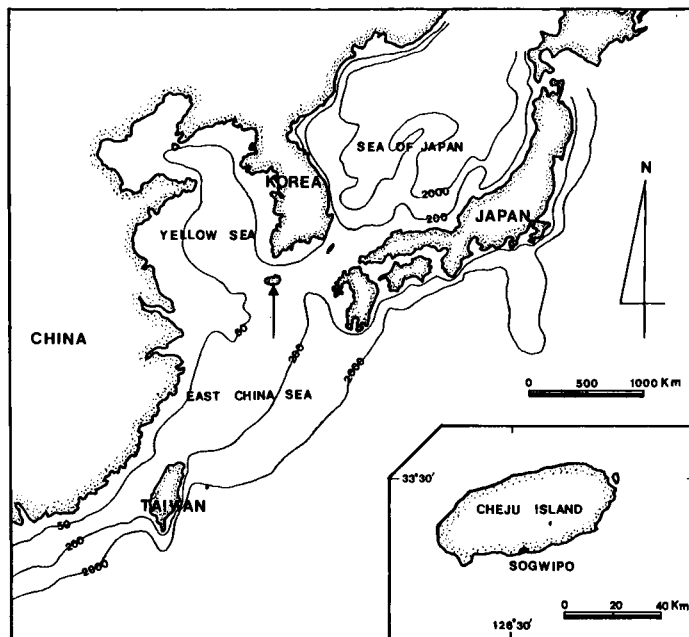 SEA OF JAPAN
KOREA
2000
200
JAPAN
N
YELLOW SEA
CHINA
50
200
2000
EAST CHINA SEA
0 500 1000 Km
TAIWAN
50
200
2000
33°30′
CHEJU ISLAND
SOGWIPO
0 20 40 Km
126°30′